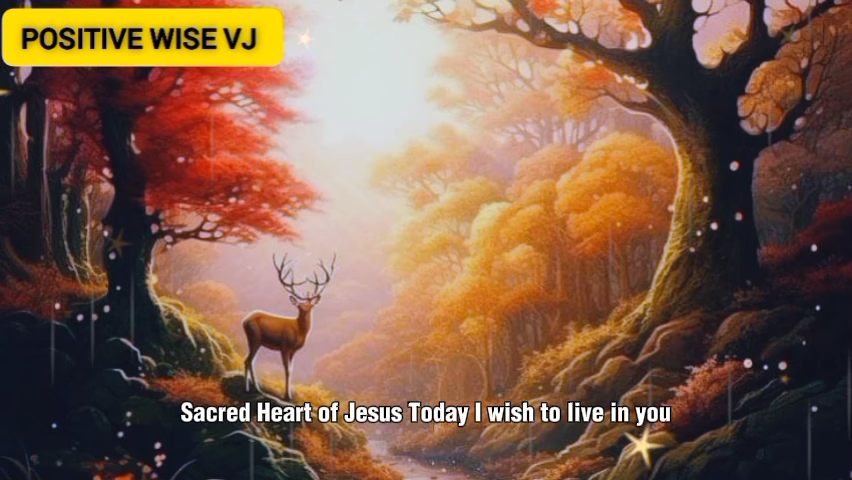 POSITIVE WISE VJ
Sacred Heart of Jesus Today I wish to live in you